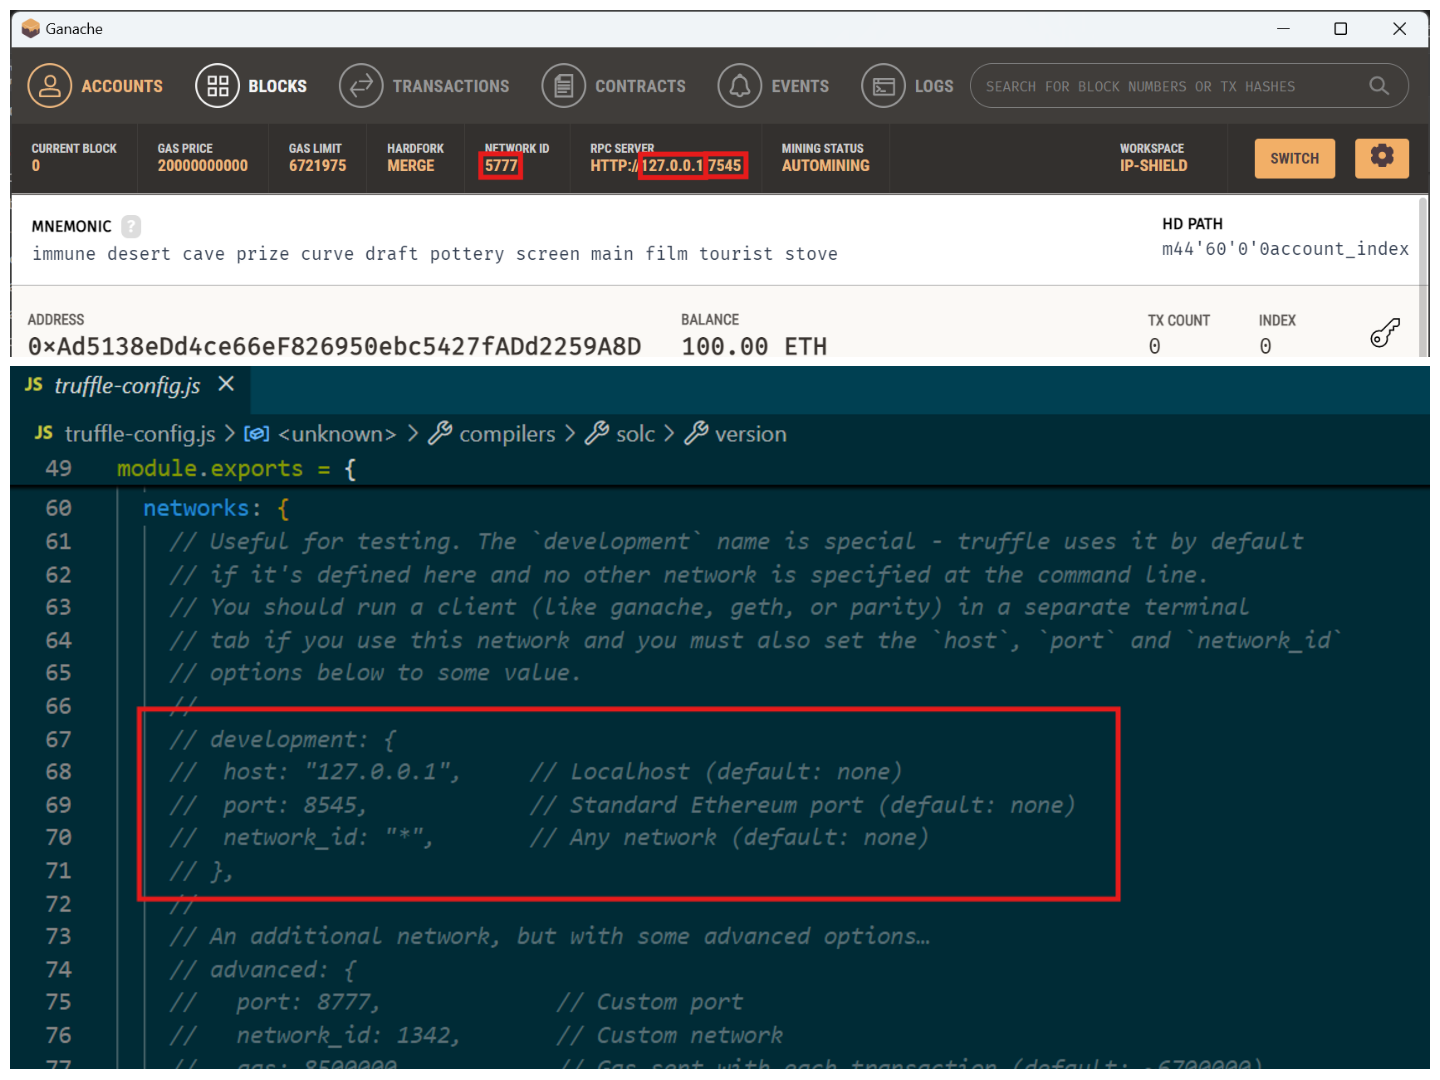 Ganache
ACCOUNTS BLOCKS TRANSACTIONS CONTRACTS EVENTS LOGS SEARCH FOR BLOCK NUMBERS OR TX HASHES
CURRENT BLOCK GAS PRICE GAS LIMIT HARDFORK NETWORK ID RPC SERVER MINING STATUS WORKSPACE
0 20000000000 6721975 MERGE 5777 HTTP://127.0.0.1:7545 AUTOMINING IP-SHIELD SWITCH
MNEMONIC ? HD PATH
immune desert cave prize curve draft pottery screen main film tourist stove m44'60'0'0account_index
ADDRESS BALANCE TX COUNT INDEX
0×Ad5138eDd4ce66eF826950ebc5427fADd2259A8D 100.00 ETH 0 0
JS truffle-config.js
JS truffle-config.js > <unknown> > compilers > solc > version
49 module.exports = {
60 networks: {
61 // Useful for testing. The `development` name is special - truffle uses it by default
62 // if it's defined here and no other network is specified at the command line.
63 // You should run a client (like ganache, geth, or parity) in a separate terminal
64 // tab if you use this network and you must also set the `host`, `port` and `network_id`
65 // options below to some value.
66 //
67 // development: {
68 // host: "127.0.0.1", // Localhost (default: none)
69 // port: 8545, // Standard Ethereum port (default: none)
70 // network_id: "*", // Any network (default: none)
71 // },
72 //
73 // An additional network, but with some advanced options…
74 // advanced: {
75 // port: 8777, // Custom port
76 // network_id: 1342, // Custom network
77 // gas: 8500000, // Gas sent with each transaction (default: ~6700000)